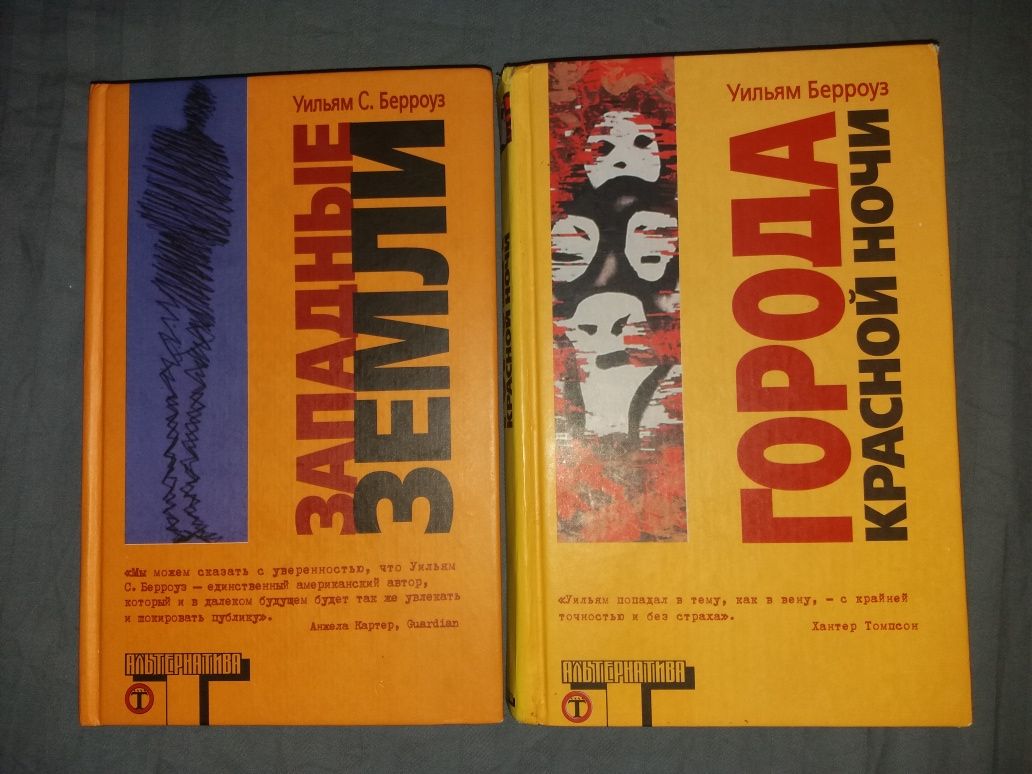 Уильям С. Берроуз
ЗАПАДНЫЕ
ЗЕМЛИ
«Мы можем сказать с уверенностью, что Уильям
С. Берроуз — единственный американский автор,
который и в далеком будущем будет так же увлекать
и шокировать публику».
Анжела Картер, Guardian
АЛЬТЕРНАТИВА
Т
КРАСНОЙ НОЧИ
Уильям Берроуз
ГОРОДА
КРАСНОЙ НОЧИ
«Уильям попадал в тему, как в вену, — с крайней
точностью и без страха».
Хантер Томпсон
АЛЬТЕРНАТИВА
Т